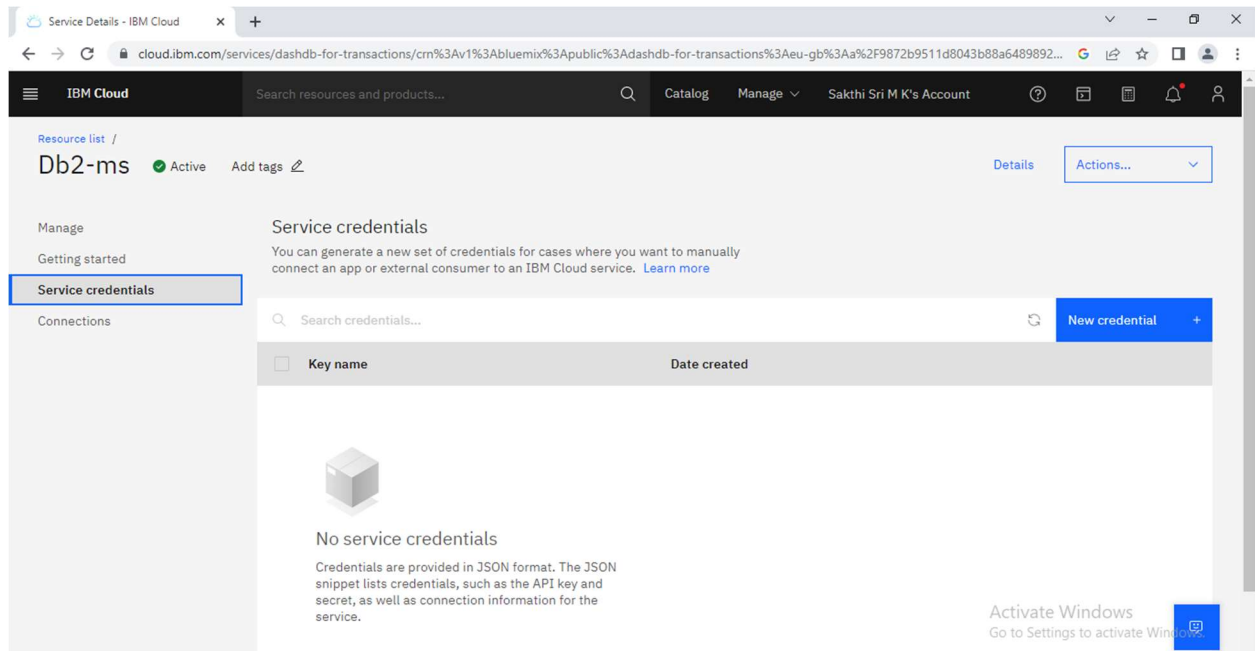 Service Details - IBM Cloud
cloud.ibm.com/services/dashdb-for-transactions/crn%3Av1%3Abluemix%3Apublic%3Adashdb-for-transactions%3Aeu-gb%3Aa%2F9872b9511d8043b88a6489892...
IBM Cloud Search resources and products... Catalog Manage Sakthi Sri M K's Account
Resource list /
Db2-ms Active Add tags Details Actions...
Manage
Getting started
Service credentials
Connections
Service credentials
You can generate a new set of credentials for cases where you want to manually
connect an app or external consumer to an IBM Cloud service. Learn more
Search credentials... New credential +
Key name Date created
No service credentials
Credentials are provided in JSON format. The JSON
snippet lists credentials, such as the API key and
secret, as well as connection information for the
service.
Activate Windows
Go to Settings to activate Windows.